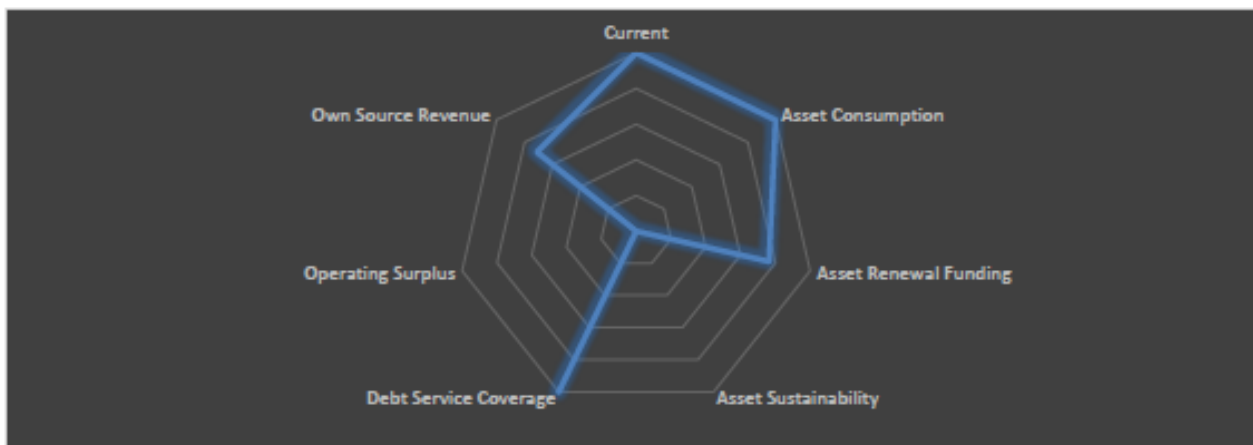 Current
Own Source Revenue
Asset Consumption
Operating Surplus
Asset Renewal Funding
Debt Service Coverage
Asset Sustainability